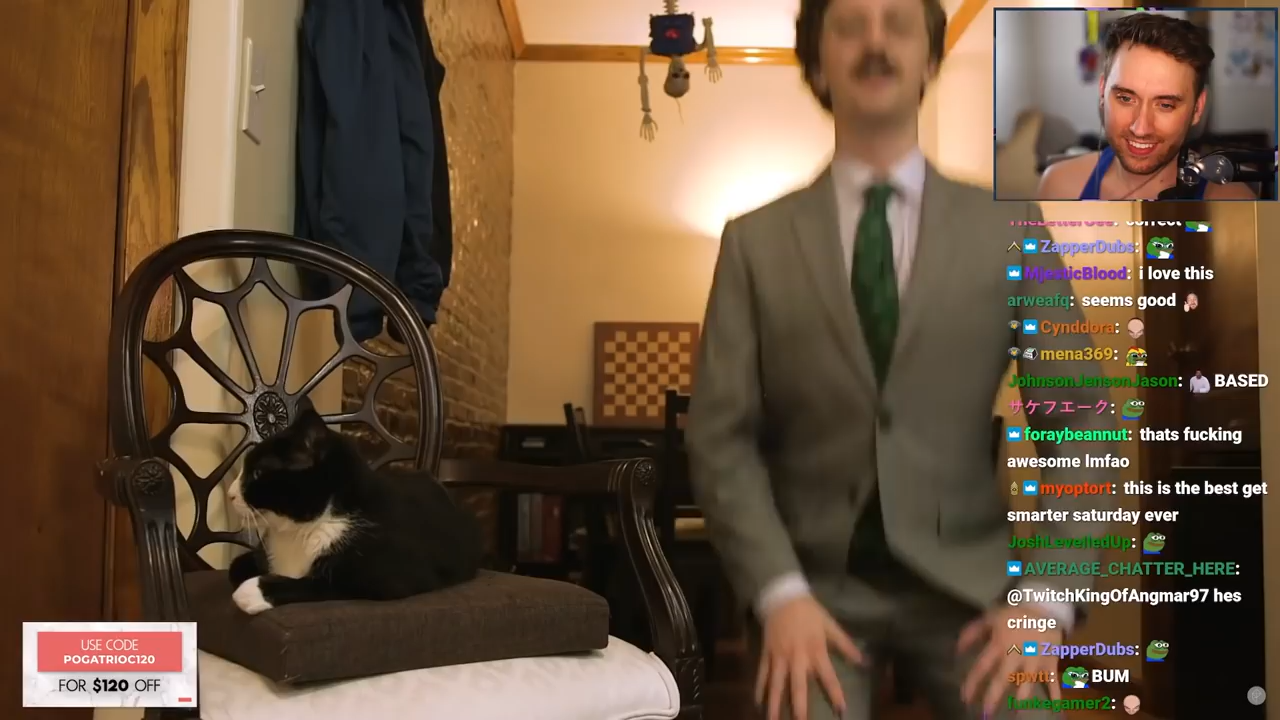 USE CODE
POGATRIOC120
FOR $120 OFF
correct
ZapperDubs:
MjesticBlood: i love this
arweafq: seems good
Cynddora:
mena369:
JohnsonJensonJason: BASED
サケフエーク:
foraybeannut: thats fucking
awesome lmfao
myoptort: this is the best get
smarter saturday ever
JoshLevelledUp:
AVERAGE_CHATTER_HERE:
@TwitchKingOfAngmar97 hes
cringe
ZapperDubs:
spwtt: BUM
funkegamer2: